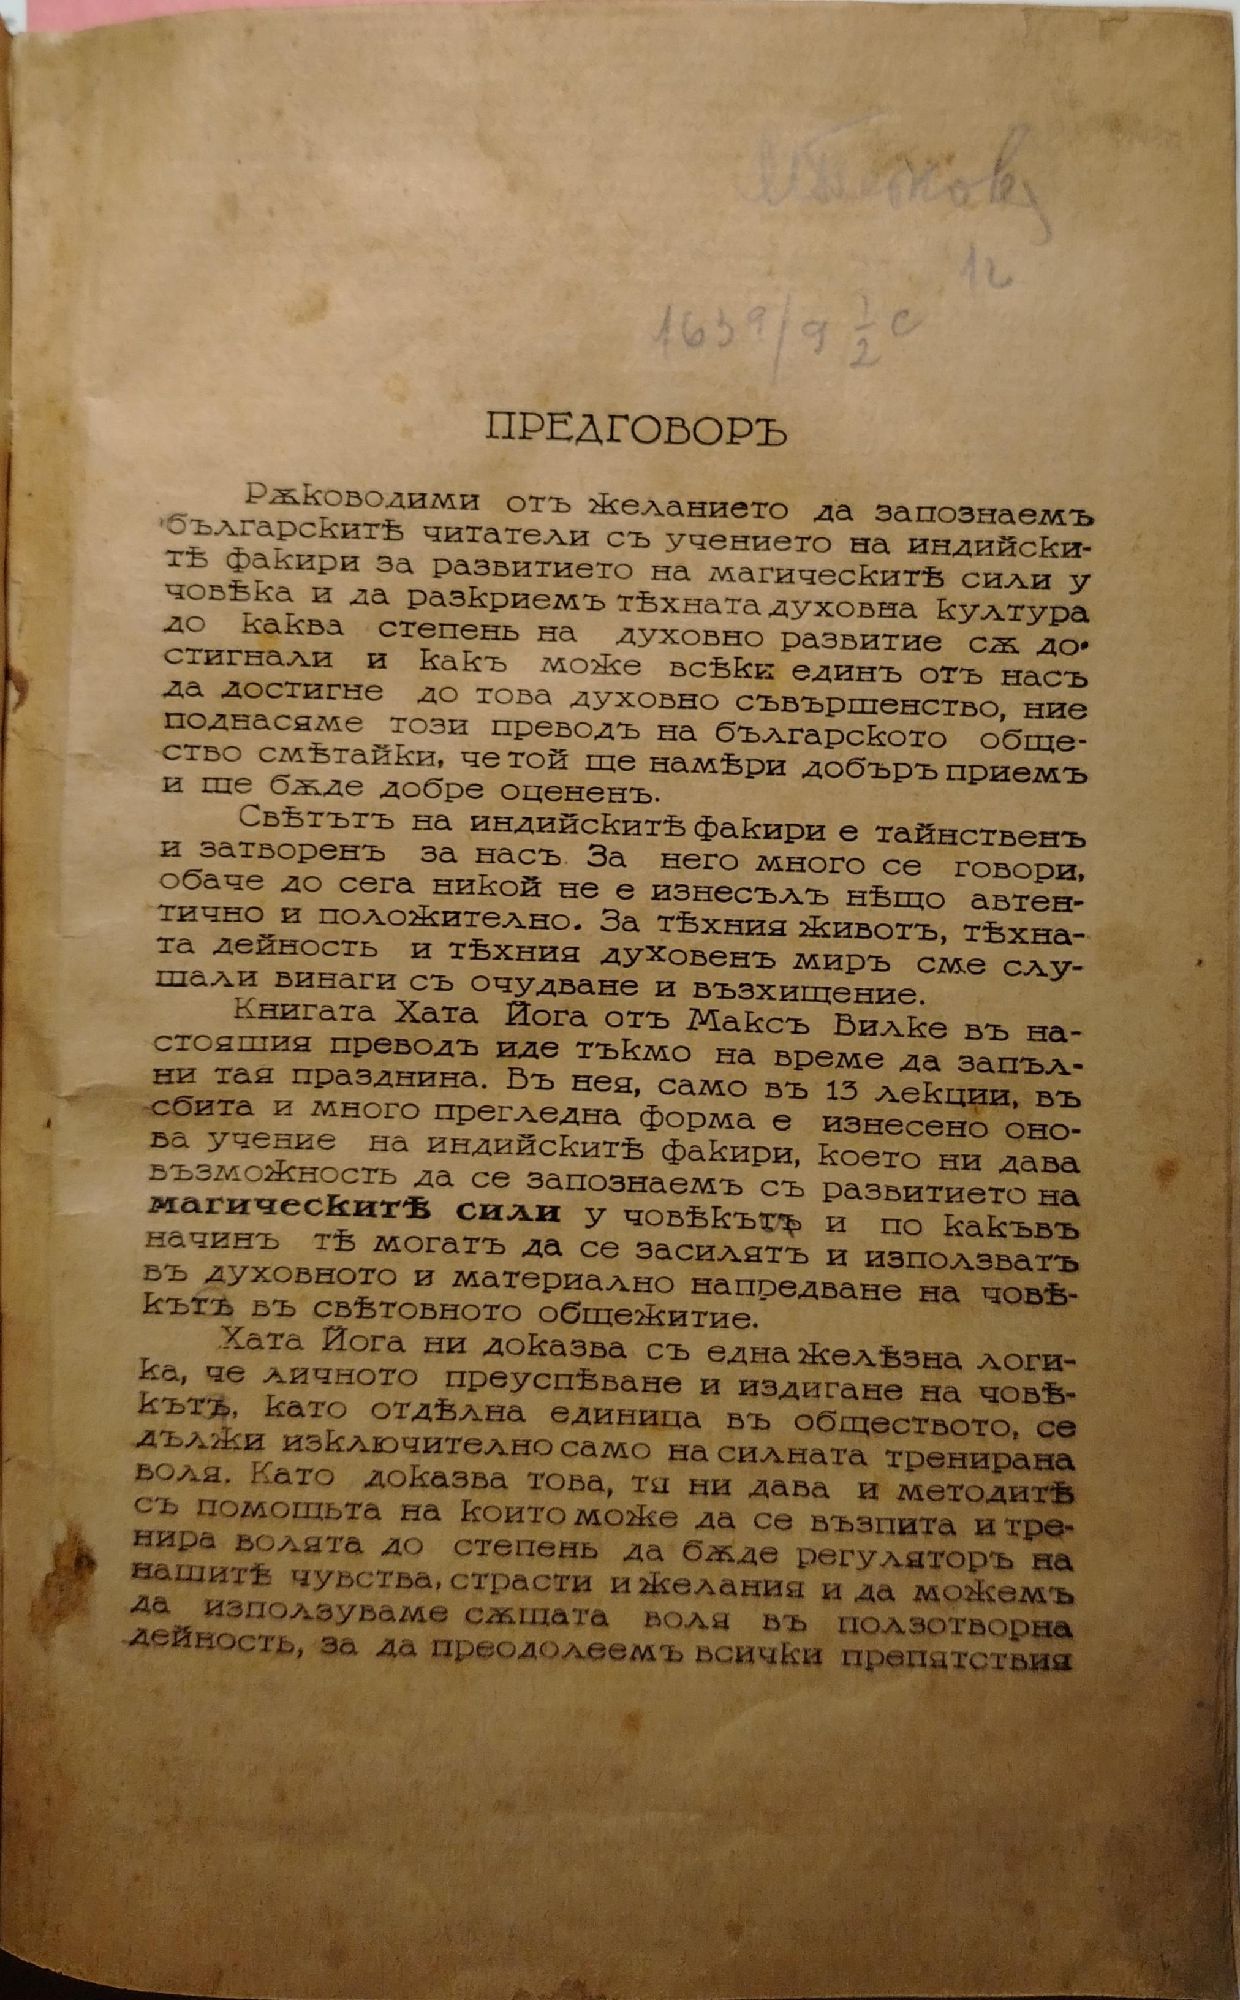 12
1639/9 1/2 с
ПРЕДГОВОРЪ
Рѫководими отъ желанието да запознаемъ
българскитѣ читатели съ учението на индийски-
тѣ факири за развитието на магическитѣ сили у
човѣка и да разкриемъ тѣхната духовна култура
до каква степень на духовно развитие сѫ до-
стигнали и какъ може всѣки единъ отъ насъ
да достигне до това духовно съвършенство, ние
поднасяме този преводъ на българското обще-
ство смѣтайки, че той ще намѣри добъръ приемъ
и ще бѫде добре оцененъ.
Свѣтътъ на индийскитѣ факири е тайнственъ
и затворенъ за насъ. За него много се говори,
обаче до сега никой не е изнесълъ нѣщо автен-
тично и положително. За тѣхния животъ, тѣхна-
та дейность и тѣхния духовенъ миръ сме слу-
шали винаги съ очудване и възхищение.
Книгата Хата Йога отъ Максъ Вилке въ на-
стояшия преводъ иде тъкмо на време да запъл-
ни тая празднина. Въ нея, само въ 13 лекции, въ
сбита и много прегледна форма е изнесено оно-
ва учение на индийскитѣ факири, което ни дава
възможность да се запознаемъ съ развитието на
магическитѣ сили у човѣкътъ и по какъвъ
начинъ тѣ могатъ да се засилятъ и използватъ
въ духовното и материално напредване на човѣ-
кътъ въ свѣтовното общежитие.
Хата Йога ни доказва съ една желѣзна логи-
ка, че личното преуспѣване и издигане на човѣ-
кътъ, като отдѣлна единица въ обществото, се
дължи изключително само на силната тренирана
воля. Като доказва това, тя ни дава и методитѣ
съ помощьта на които може да се възпита и тре-
нира волята до степень да бѫде регуляторъ на
нашитѣ чувства, страсти и желания и да можемъ
да използуваме сѫшата воля въ ползотворна
дейность, за да преодолеемъ всички препятствия